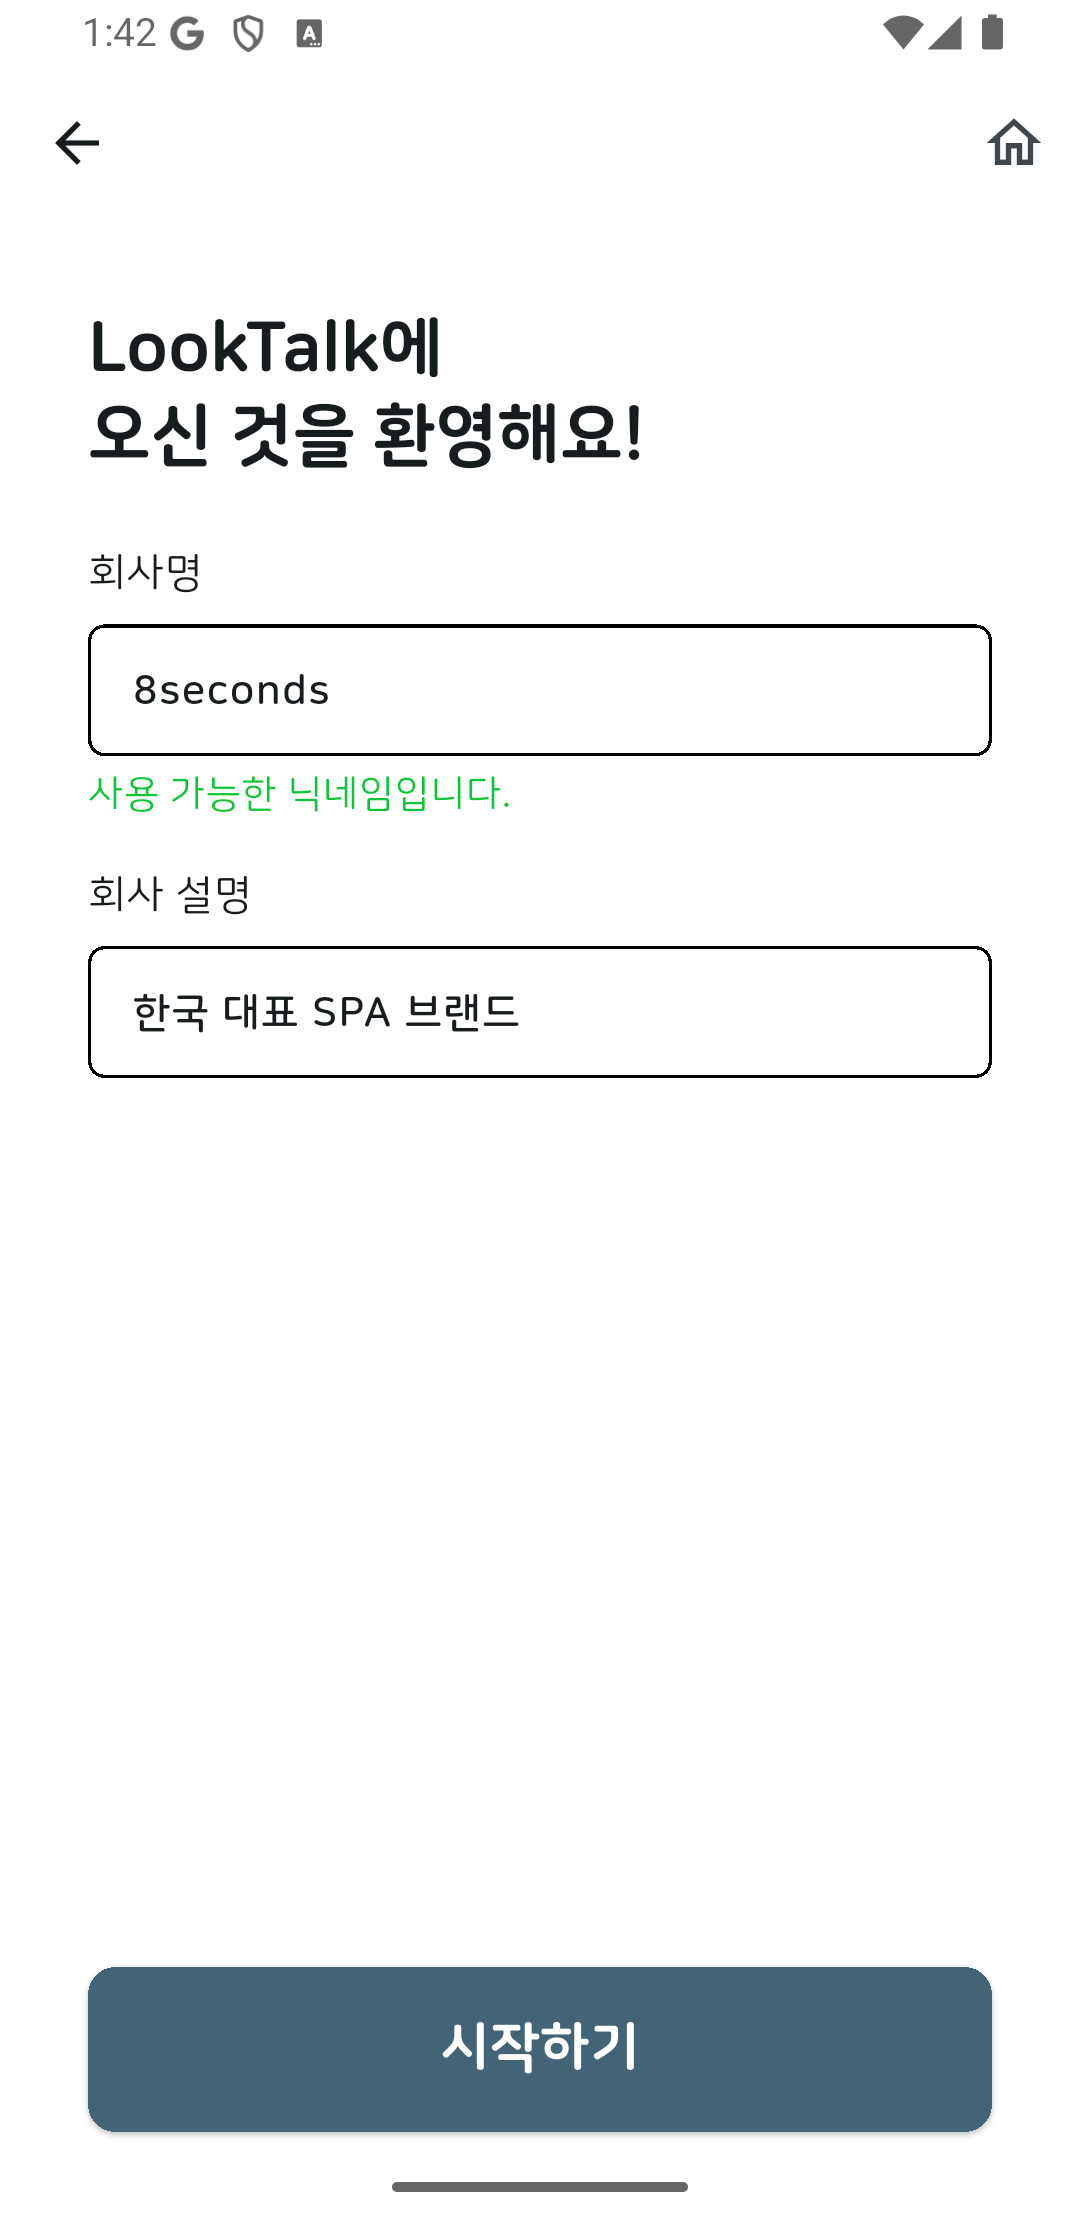 1:42
LookTalk에
오신 것을 환영해요!
회사명
8seconds
사용 가능한 닉네임입니다.
회사 설명
한국 대표 SPA 브랜드
시작하기